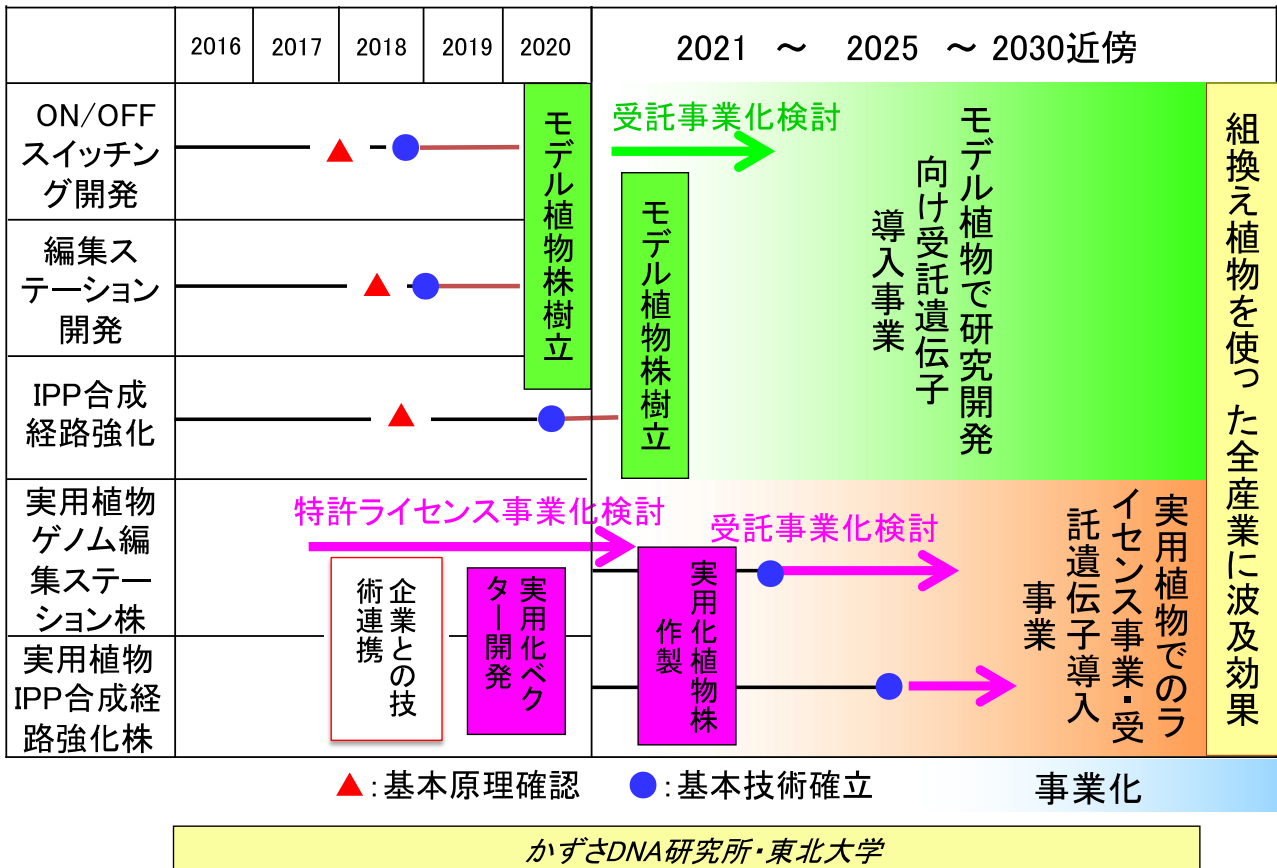 2016 2017 2018 2019 2020 2021 ～ 2025 ～ 2030近傍
ON/OFF
スイッチン
グ開発
編集ス
テーション
開発
IPP合成
経路強化
実用植物
ゲノム編
集ステー
ション株
実用植物
IPP合成経
路強化株
モデル植物株樹立
受託事業化検討
モデル植物株樹立
モデル植物で研究開発
向け受託遺伝子
導入事業
特許ライセンス事業化検討
受託事業化検討
企業との技
術連携
実用化ベク
ター開発
実用化植物株
作製
実用植物でのラ
イセンス事業・受
託遺伝子導入
事業
組換え植物を使った全産業に波及効果
▲:基本原理確認 ●:基本技術確立 事業化
かずさDNA研究所・東北大学